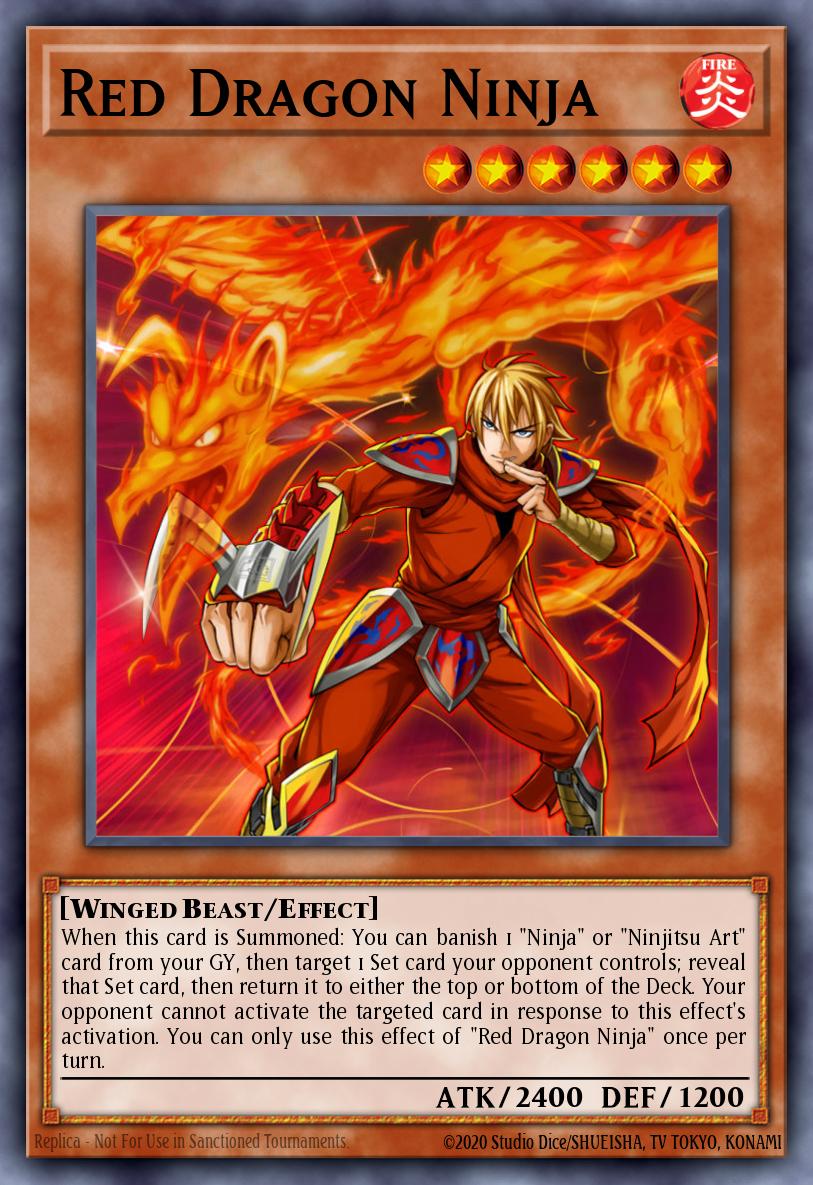 Red Dragon Ninja
FIRE
炎
[Winged Beast/Effect]
When this card is Summoned: You can banish 1 "Ninja" or "Ninjitsu Art"
card from your GY, then target 1 Set card your opponent controls; reveal
that Set card, then return it to either the top or bottom of the Deck. Your
opponent cannot activate the targeted card in response to this effect's
activation. You can only use this effect of "Red Dragon Ninja" once per
turn.
ATK/2400 DEF/1200
Replica - Not For Use in Sanctioned Tournaments.
©2020 Studio Dice/SHUEISHA, TV TOKYO, KONAMI